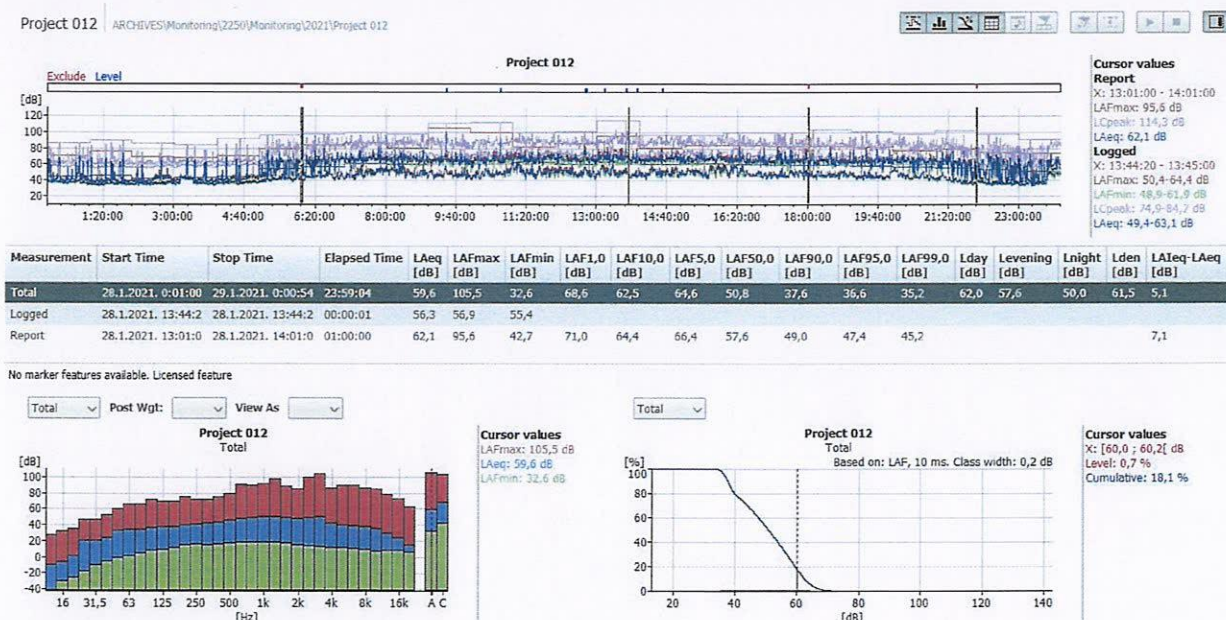 Project 012 ARCHIVES\Monitoring\2250\Monitoring\2021\Project 012
Project 012
Exclude Level
[dB]
120
100
80
60
40
20
1:20:00 3:00:00 4:40:00 6:20:00 8:00:00 9:40:00 11:20:00 13:00:00 14:40:00 16:20:00 18:00:00 19:40:00 21:20:00 23:00:00
Cursor values
Report
X: 13:01:00 - 14:01:00
LAFmax: 95,6 dB
LCpeak: 114,3 dB
LAeq: 62,1 dB
Logged
X: 13:44:20 - 13:45:00
LAFmax: 50,4-64,4 dB
LAFmin: 48,9-61,9 dB
LCpeak: 74,9-84,2 dB
LAeq: 49,4-63,1 dB
Measurement Start Time Stop Time Elapsed Time LAeq [dB] LAFmax [dB] LAFmin [dB] LAF1,0 [dB] LAF10,0 [dB] LAF5,0 [dB] LAF50,0 [dB] LAF90,0 [dB] LAF95,0 [dB] LAF99,0 [dB] Lday [dB] Levening [dB] Lnight [dB] Lden [dB] LAIeq-LAeq [dB]
Total 28.1.2021. 0:01:00 29.1.2021. 0:00:54 23:59:04 59,6 105,5 32,6 68,6 62,5 64,6 50,8 37,6 36,6 35,2 62,0 57,6 50,0 61,5 5,1
Logged 28.1.2021. 13:44:2 28.1.2021. 13:44:2 00:00:01 56,3 56,9 55,4
Report 28.1.2021. 13:01:0 28.1.2021. 14:01:0 01:00:00 62,1 95,6 42,7 71,0 64,4 66,4 57,6 49,0 47,4 45,2 7,1
No marker features available. Licensed feature
Total Post Wgt: View As
Project 012
Total
[dB]
100
80
60
40
20
0
-20
-40
16 31,5 63 125 250 500 1k 2k 4k 8k 16k A C
[Hz]
Cursor values
LAFmax: 105,5 dB
LAeq: 59,6 dB
LAFmin: 32,6 dB
Total
Project 012
Total
[%] Based on: LAF, 10 ms. Class width: 0,2 dB
100
80
60
40
20
0
20 40 60 80 100 120 140
[dB]
Cursor values
X: [60,0 ; 60,2[ dB
Level: 0,7 %
Cumulative: 18,1 %